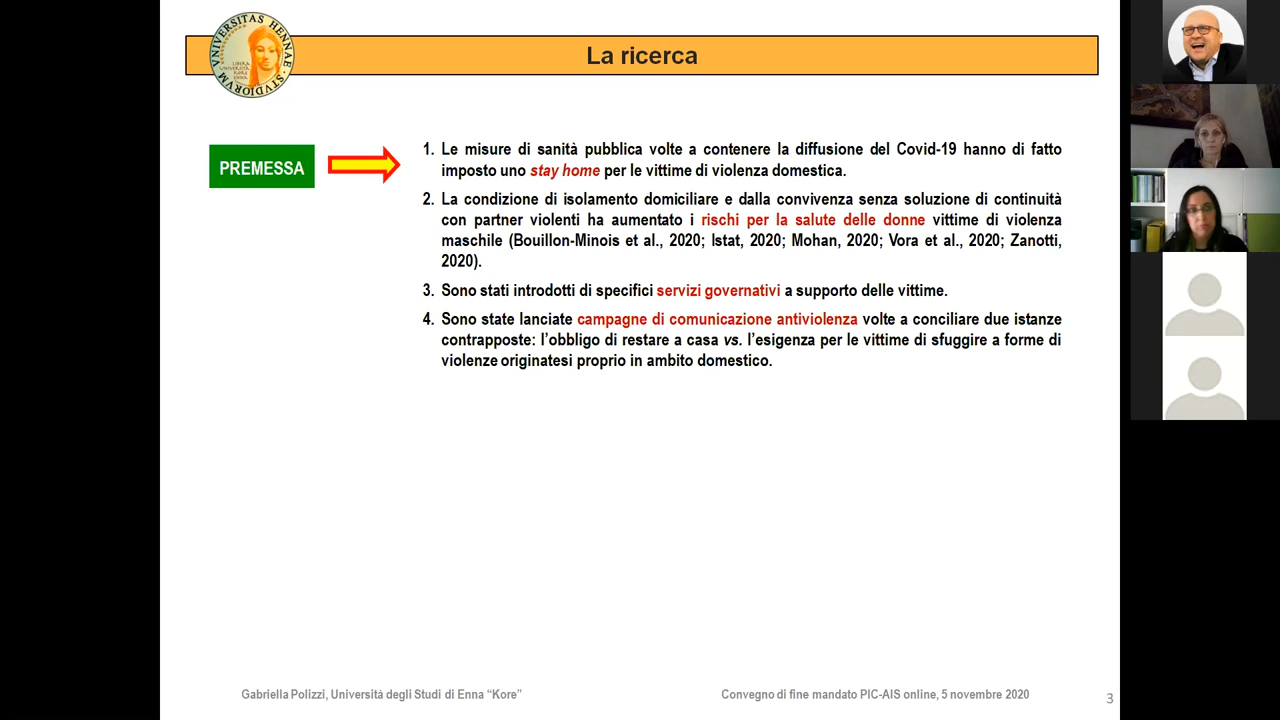 La ricerca
UNIVERSITAS HENNAE STUDIORUM
LIBERA
UNIVERSITÀ
KORE
ENNA
PREMESSA
1. Le misure di sanità pubblica volte a contenere la diffusione del Covid-19 hanno di fatto
imposto uno stay home per le vittime di violenza domestica.
2. La condizione di isolamento domiciliare e dalla convivenza senza soluzione di continuità
con partner violenti ha aumentato i rischi per la salute delle donne vittime di violenza
maschile (Bouillon-Minois et al., 2020; Istat, 2020; Mohan, 2020; Vora et al., 2020; Zanotti,
2020).
3. Sono stati introdotti di specifici servizi governativi a supporto delle vittime.
4. Sono state lanciate campagne di comunicazione antiviolenza volte a conciliare due istanze
contrapposte: l’obbligo di restare a casa vs. l’esigenza per le vittime di sfuggire a forme di
violenze originatesi proprio in ambito domestico.
Gabriella Polizzi, Università degli Studi di Enna “Kore”
Convegno di fine mandato PIC-AIS online, 5 novembre 2020
3